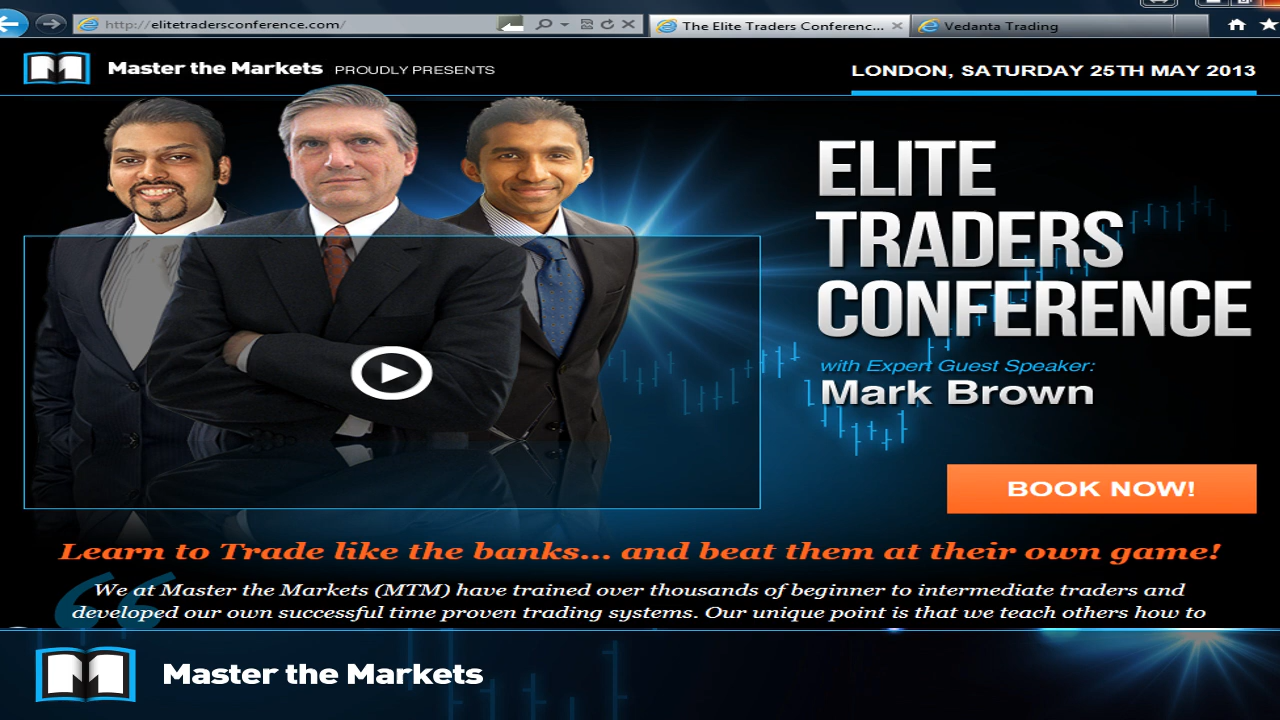 http://elitetradersconference.com/
The Elite Traders Conferenc...
Vedanta Trading
Master the Markets PROUDLY PRESENTS
LONDON, SATURDAY 25TH MAY 2013
ELITE
TRADERS
CONFERENCE
with Expert Guest Speaker:
Mark Brown
BOOK NOW!
Learn to Trade like the banks... and beat them at their own game!
We at Master the Markets (MTM) have trained over thousands of beginner to intermediate traders and
developed our own successful time proven trading systems. Our unique point is that we teach others how to
Master the Markets